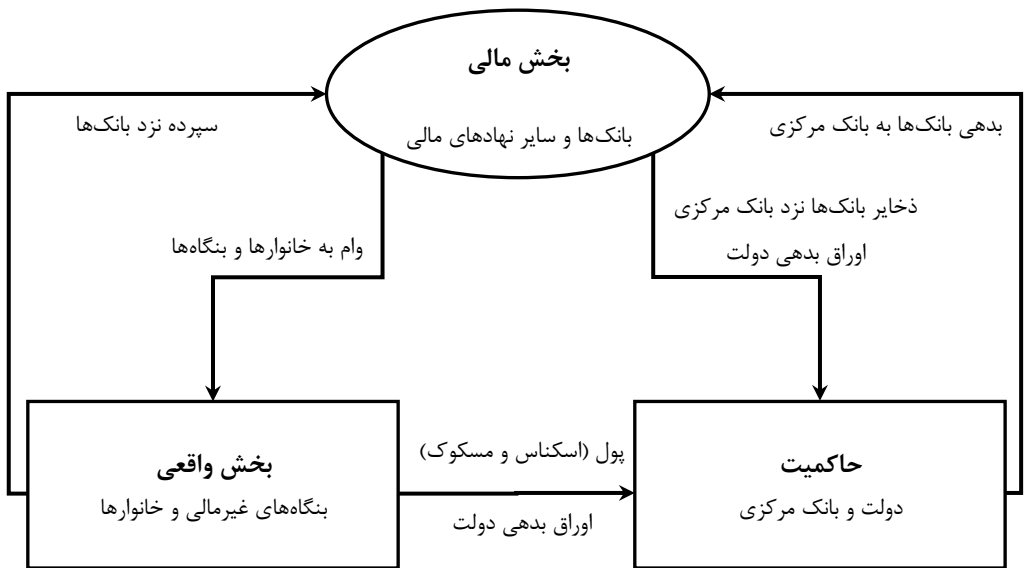 بخش مالی
بانک‌ها و سایر نهادهای مالی
بدهی بانک‌ها به بانک مرکزی
سپرده نزد بانک‌ها
ذخایر بانک‌ها نزد بانک مرکزی
اوراق بدهی دولت
وام به خانوارها و بنگاه‌ها
حاکمیت
دولت و بانک مرکزی
پول (اسکناس و مسکوک)
اوراق بدهی دولت
بخش واقعی
بنگاه‌های غیرمالی و خانوارها